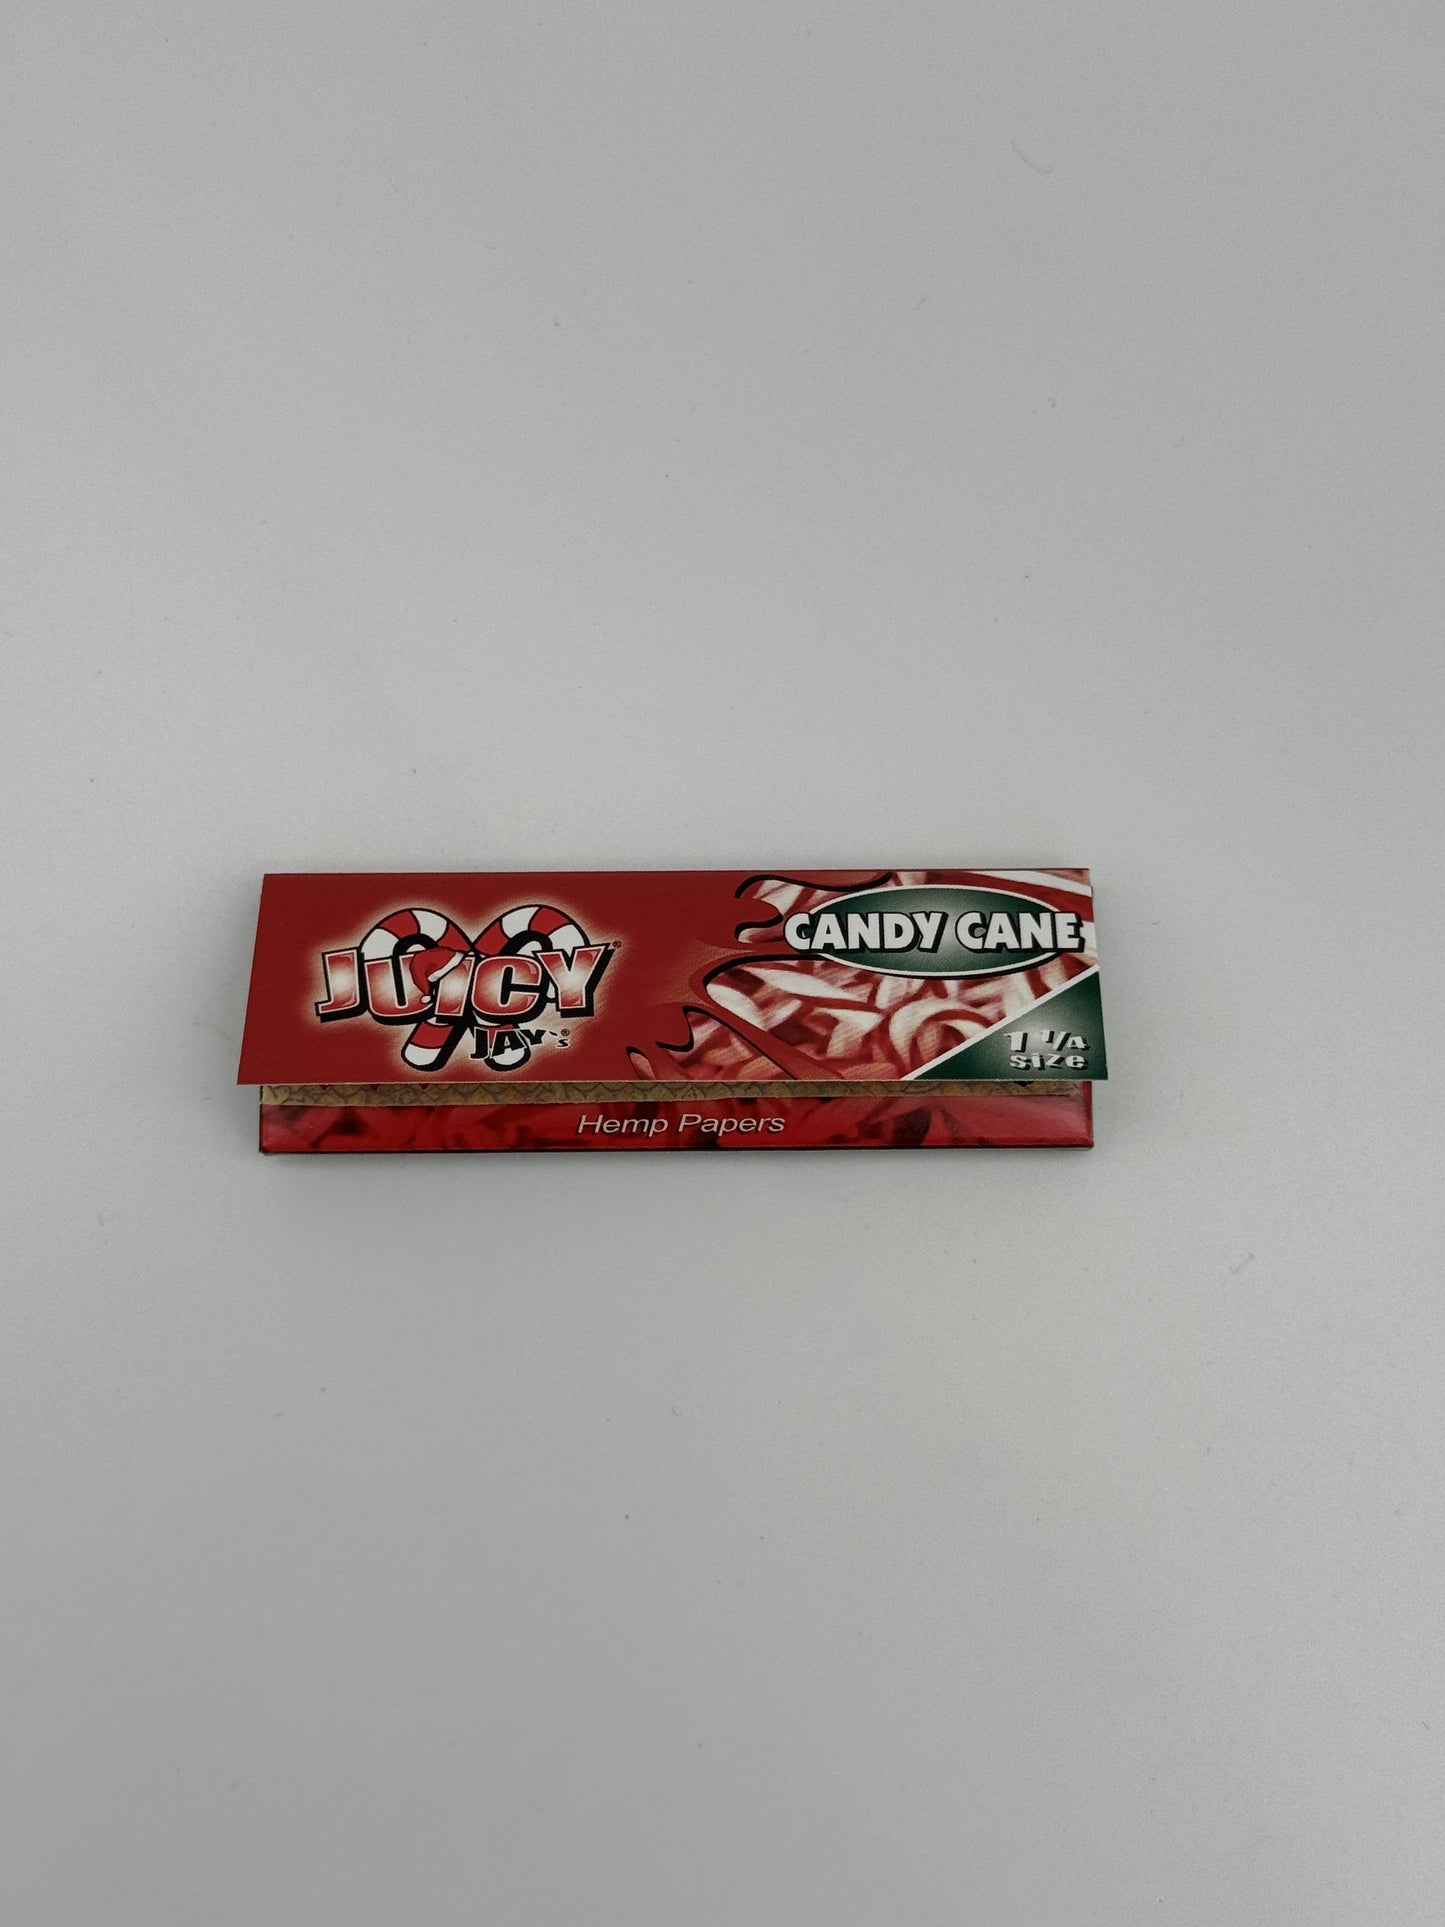 JUICY®
JAY's®
CANDY CANE
1 1/4
size
Hemp Papers